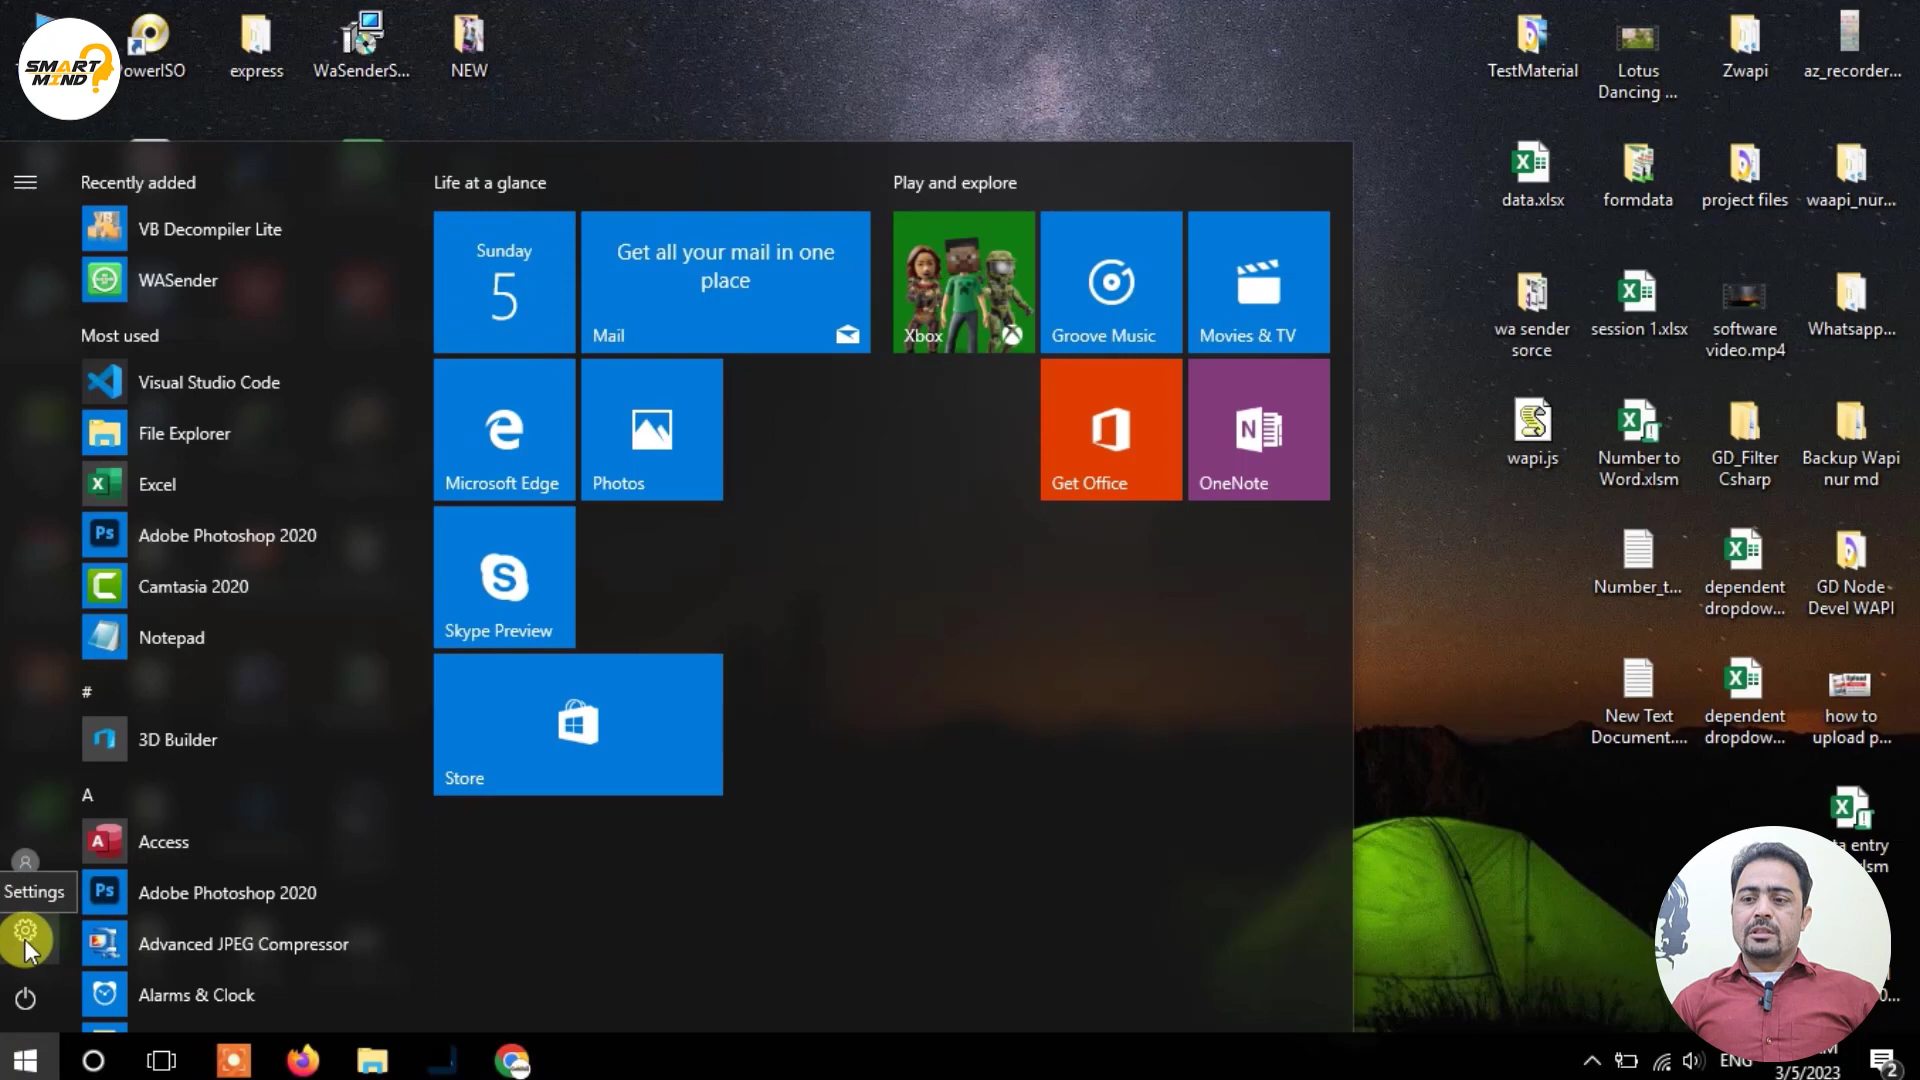 SMART
MIND
PowerISO
express
WaSenderS...
NEW
TestMaterial
Lotus
Dancing ...
Zwapi
az_recorder...
Recently added
VB Decompiler Lite
WASender
Most used
Visual Studio Code
File Explorer
Excel
Adobe Photoshop 2020
Camtasia 2020
Notepad
#
3D Builder
A
Access
Settings
Adobe Photoshop 2020
Advanced JPEG Compressor
Alarms & Clock
Life at a glance
Sunday
5
Get all your mail in one
place
Mail
Microsoft Edge
Photos
Skype Preview
Store
Play and explore
Xbox
Groove Music
Movies & TV
Get Office
OneNote
data.xlsx
formdata
project files
waapi_nur...
wa sender
sorce
session 1.xlsx
software
video.mp4
Whatsapp...
wapi.js
Number to
Word.xlsm
GD_Filter
Csharp
Backup Wapi
nur md
Number_t...
dependent
dropdow...
GD Node
Devel WAPI
New Text
Document....
dependent
dropdow...
how to
upload p...
entry
ENG
3/5/2023
2